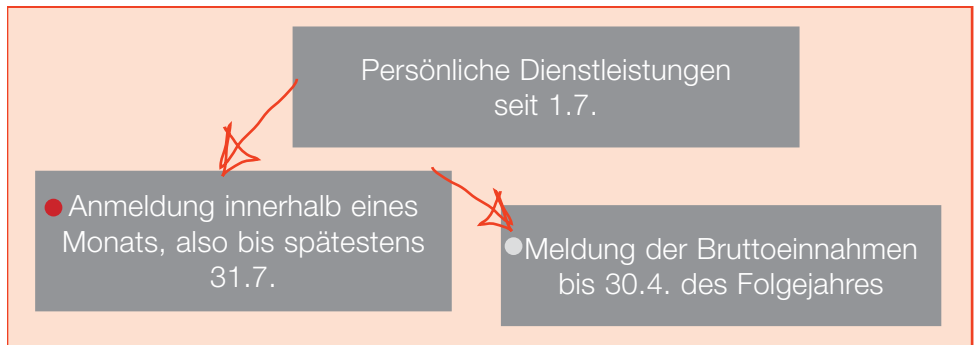 Persönliche Dienstleistungen
seit 1.7.
Anmeldung innerhalb eines
Monats, also bis spätestens
31.7.
Meldung der Bruttoeinnahmen
bis 30.4. des Folgejahres